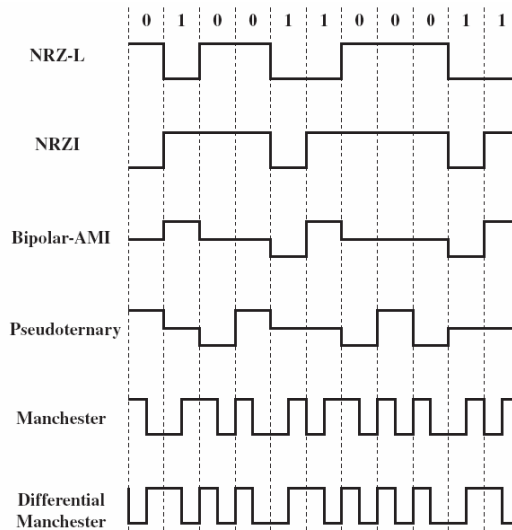 0 1 0 0 1 1 0 0 0 1 1
NRZ-L
NRZI
Bipolar-AMI
Pseudoternary
Manchester
Differential
Manchester